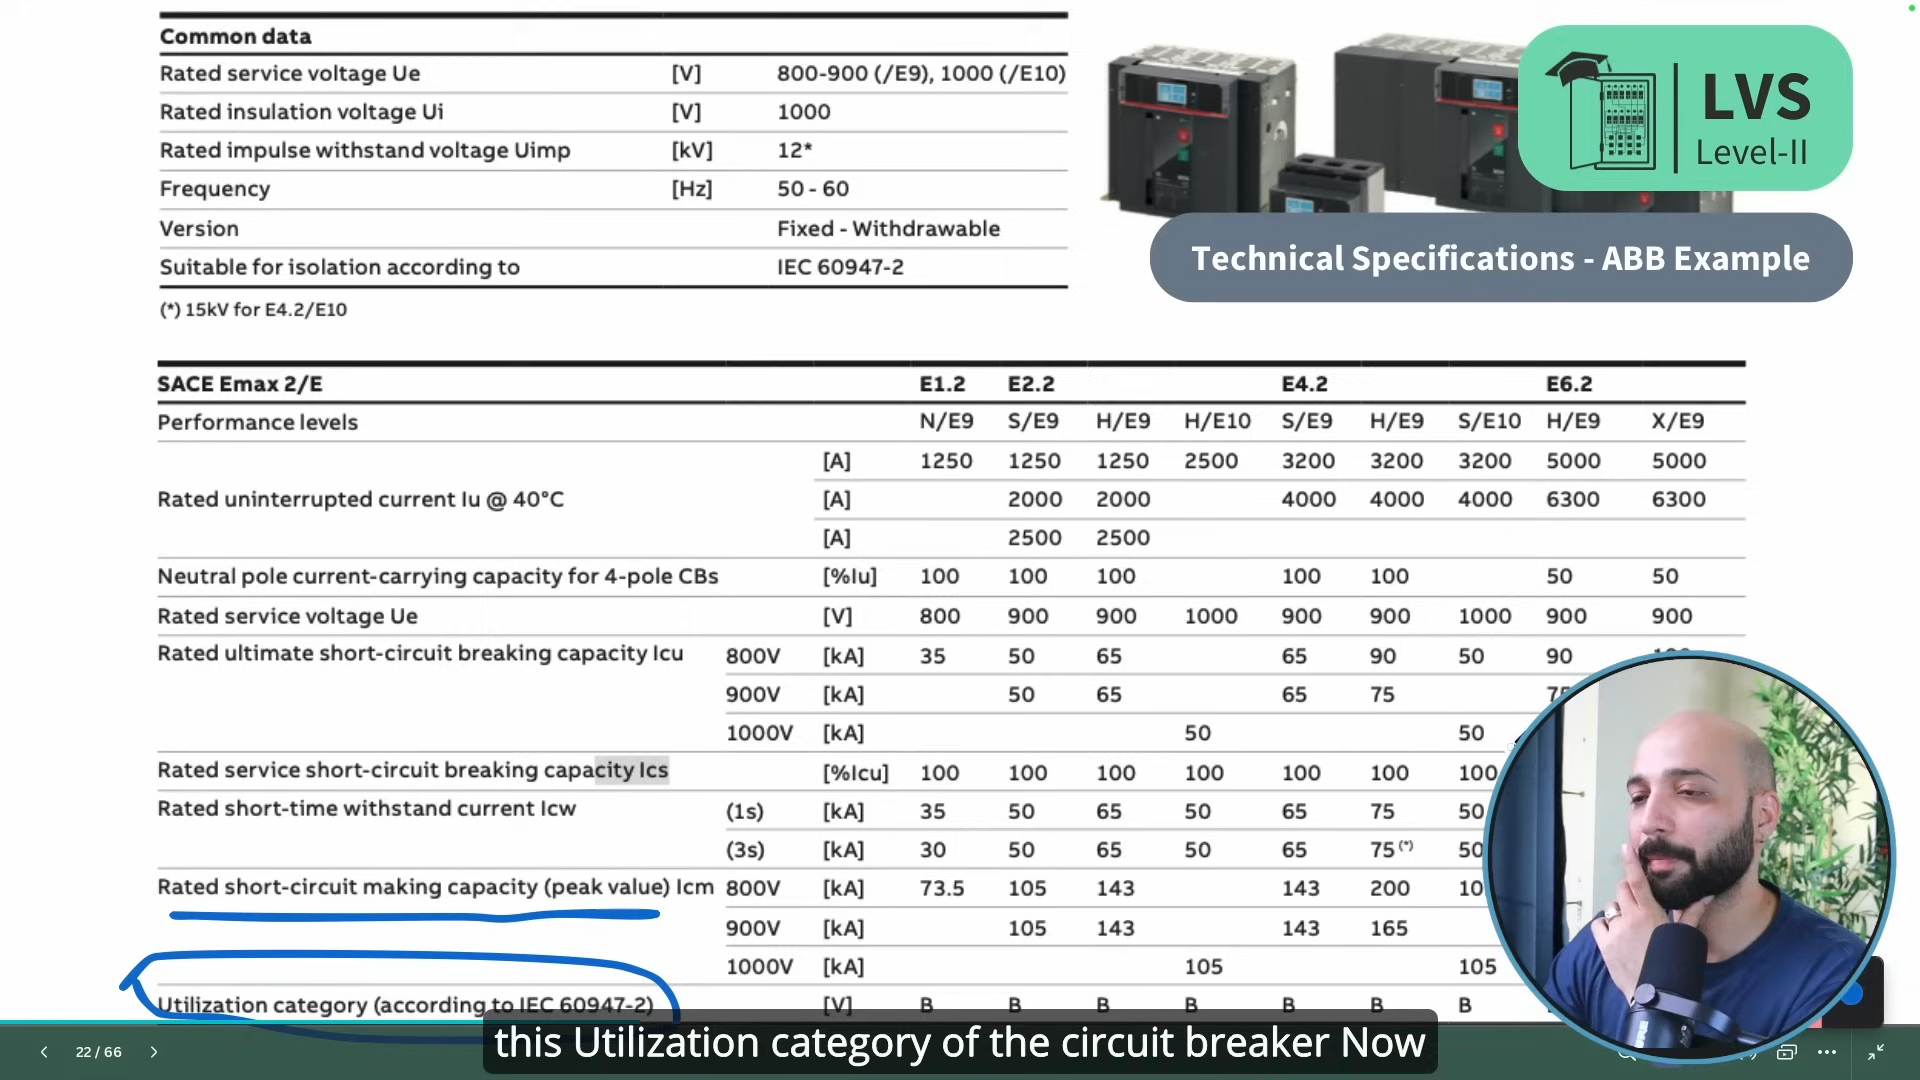 Common data
Rated service voltage Ue [V] 800-900 (/E9), 1000 (/E10)
Rated insulation voltage Ui [V] 1000
Rated impulse withstand voltage Uimp [kV] 12*
Frequency [Hz] 50 - 60
Version Fixed - Withdrawable
Suitable for isolation according to IEC 60947-2
(*) 15kV for E4.2/E10
LVS
Level-II
Technical Specifications - ABB Example
SACE Emax 2/E E1.2 E2.2 E4.2 E6.2
Performance levels N/E9 S/E9 H/E9 H/E10 S/E9 H/E9 S/E10 H/E9 X/E9
[A] 1250 1250 1250 2500 3200 3200 3200 5000 5000
Rated uninterrupted current Iu @ 40°C [A] 2000 2000 4000 4000 4000 6300 6300
[A] 2500 2500
Neutral pole current-carrying capacity for 4-pole CBs [%Iu] 100 100 100 100 100 50 50
Rated service voltage Ue [V] 800 900 900 1000 900 900 1000 900 900
Rated ultimate short-circuit breaking capacity Icu 800V [kA] 35 50 65 65 90 50 90
900V [kA] 50 65 65 75
1000V [kA] 50 50
Rated service short-circuit breaking capacity Ics [%Icu] 100 100 100 100 100 100 100
Rated short-time withstand current Icw (1s) [kA] 35 50 65 50 65 75 50
(3s) [kA] 30 50 65 50 65 75 (*) 50
Rated short-circuit making capacity (peak value) Icm 800V [kA] 73.5 105 143 143 200
900V [kA] 105 143 143 165
1000V [kA] 105 105
Utilization category (according to IEC 60947-2) [V] B B B B B B B
this Utilization category of the circuit breaker Now
22 / 66